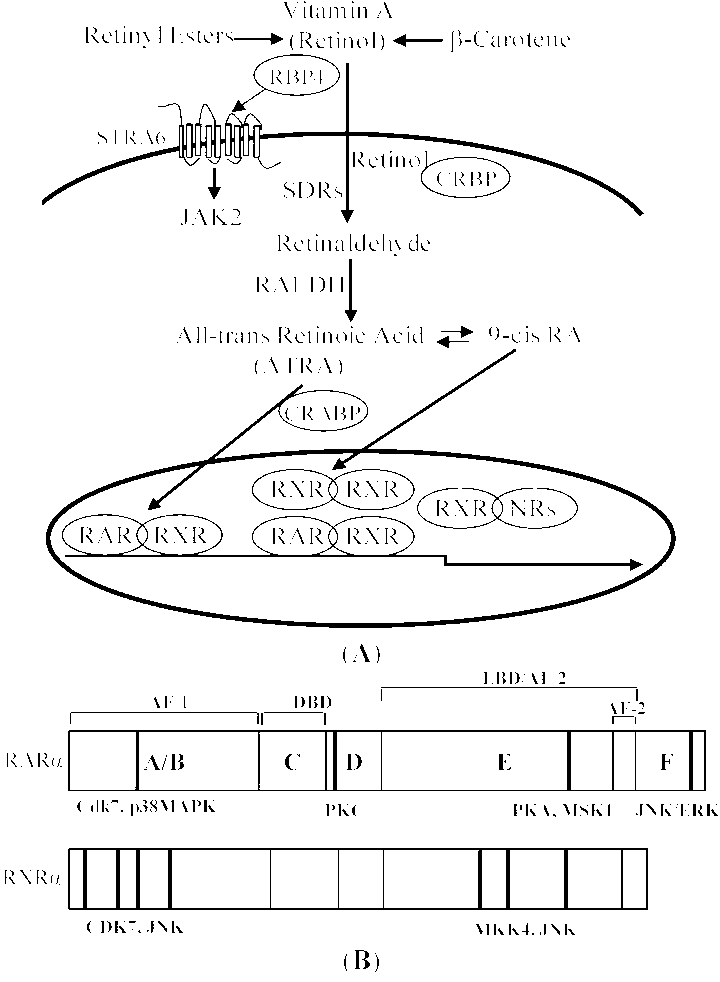 Vitamin A
Retinyl Esters (Retinol) β-Carotene
RBP4
STRA6
Retinol
CRBP
SDRs
JAK2
Retinaldehyde
RALDH
All-trans Retinoic Acid 9-cis RA
(ATRA)
CRABP
RXR RXR
RXR NRs
RAR RXR RAR RXR
(A)
LBD/AF-2
AF-1 DBD AF-2
RARα A/B C D E F
Cdk7, p38MAPK PKC PKA, MSK1 JNK/ERK
RXRα
CDK7, JNK MKK4, JNK
(B)